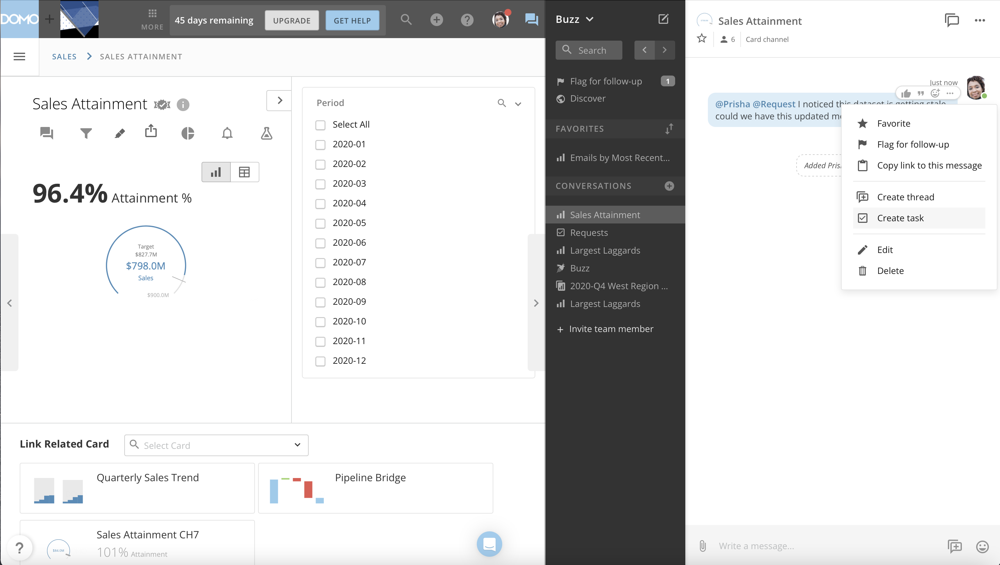 DOMO
MORE
45 days remaining
UPGRADE
GET HELP
SALES
SALES ATTAINMENT
Sales Attainment
96.4% Attainment %
Target
$827.7M
$798.0M
Sales
$900.0M
Period
Select All
2020-01
2020-02
2020-03
2020-04
2020-05
2020-06
2020-07
2020-08
2020-09
2020-10
2020-11
2020-12
Link Related Card
Select Card
Quarterly Sales Trend
Pipeline Bridge
Sales Attainment CH7
$84.0M
101% Attainment
?
Buzz
Search
Flag for follow-up
1
Discover
FAVORITES
Emails by Most Recent...
CONVERSATIONS
Sales Attainment
Requests
Largest Laggards
Buzz
2020-Q4 West Region ...
Largest Laggards
+ Invite team member
Sales Attainment
6
Card channel
Just now
@Prisha @Request I noticed this dataset is getting stale
could we have this updated
Added
Favorite
Flag for follow-up
Copy link to this message
Create thread
Create task
Edit
Delete
Write a message...